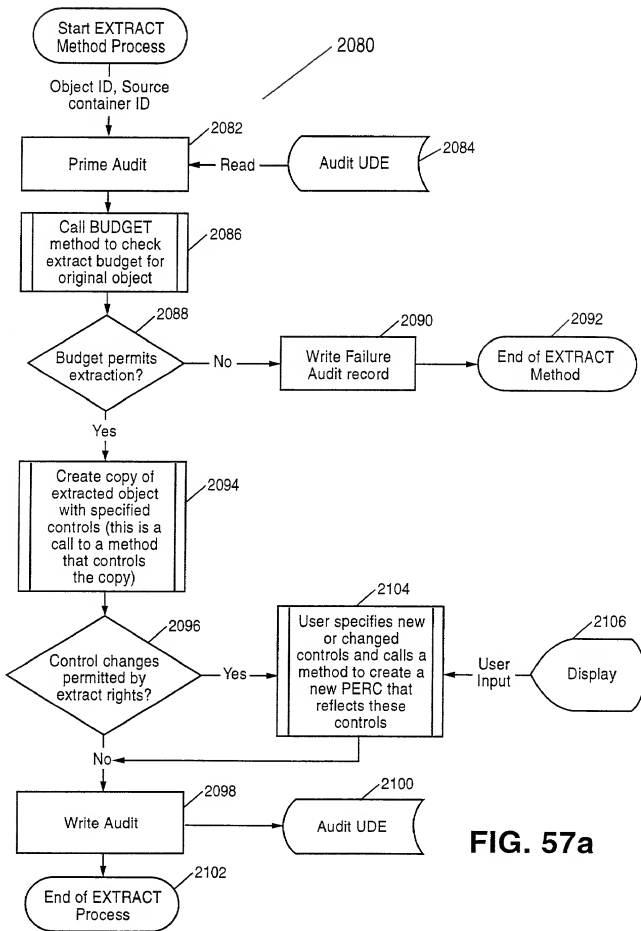 Start EXTRACT
Method Process
2080
Object ID, Source
container ID
2082
Prime Audit
Read
Audit UDE
2084
Call BUDGET
method to check
extract budget for
original object
2086
2088
Budget permits
extraction?
No
2090
Write Failure
Audit record
2092
End of EXTRACT
Method
Yes
Create copy of
extracted object
with specified
controls (this is a
call to a method
that controls
the copy)
2094
2096
Control changes
permitted by
extract rights?
Yes
2104
User specifies new
or changed
controls and calls a
method to create a
new PERC that
reflects these
controls
User
Input
2106
Display
No
2098
Write Audit
2100
Audit UDE
2102
End of EXTRACT
Process
FIG. 57a